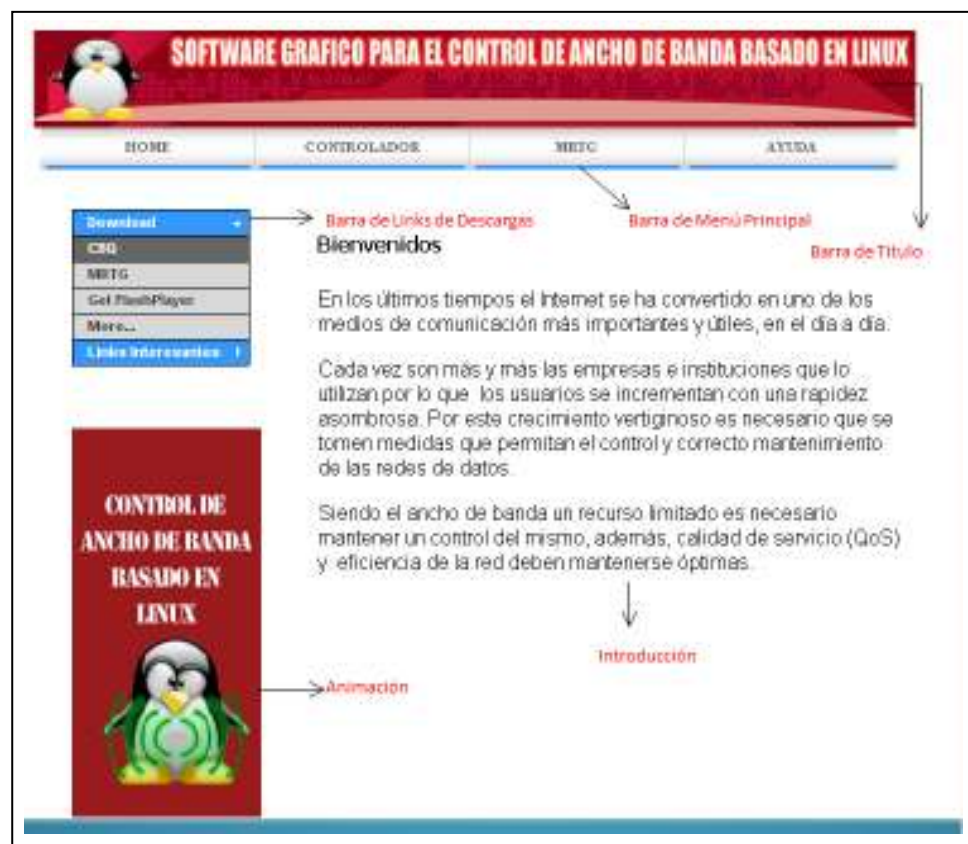 SOFTWARE GRAFICO PARA EL CONTROL DE ANCHO DE BANDA BASADO EN LINUX
HOME CONTROLADOR MRTG AYUDA
Download
CBQ
MRTG
Get FlashPlayer
More...
Links Interesantes
Barra de Links de Descargas
Barra de Menú Principal
Barra de Titulo
Bienvenidos
En los últimos tiempos el Internet se ha convertido en uno de los
medios de comunicación más importantes y útiles, en el día a día.
Cada vez son más y más las empresas e instituciones que lo
utilizan por lo que los usuarios se incrementan con una rapidez
asombrosa. Por este crecimiento vertiginoso es necesario que se
tomen medidas que permitan el control y correcto mantenimiento
de las redes de datos.
Siendo el ancho de banda un recurso limitado es necesario
mantener un control del mismo, además, calidad de servicio (QoS)
y eficiencia de la red deben mantenerse óptimas.
Introducción
CONTROL DE
ANCHO DE BANDA
BASADO EN
LINUX
Animación